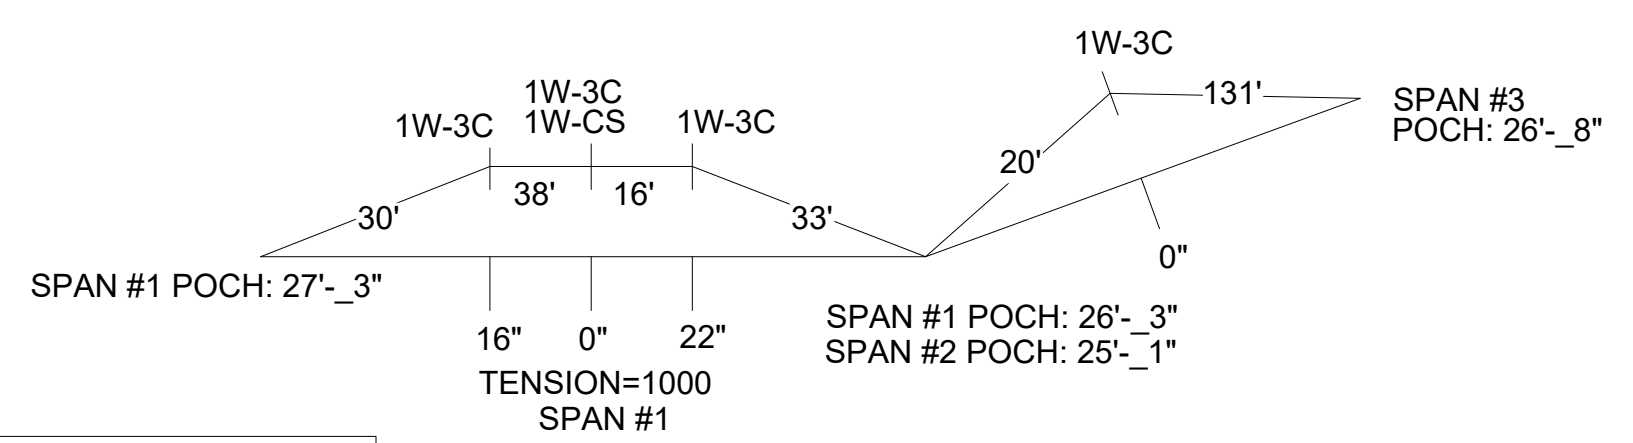 1W-3C
1W-3C
1W-CS
1W-3C
1W-3C
30'
38'
16'
33'
20'
131'
SPAN #3
POCH: 26'-_8"
0"
SPAN #1 POCH: 27'-_3"
16"
0"
22"
TENSION=1000
SPAN #1
SPAN #1 POCH: 26'-_3"
SPAN #2 POCH: 25'-_1"